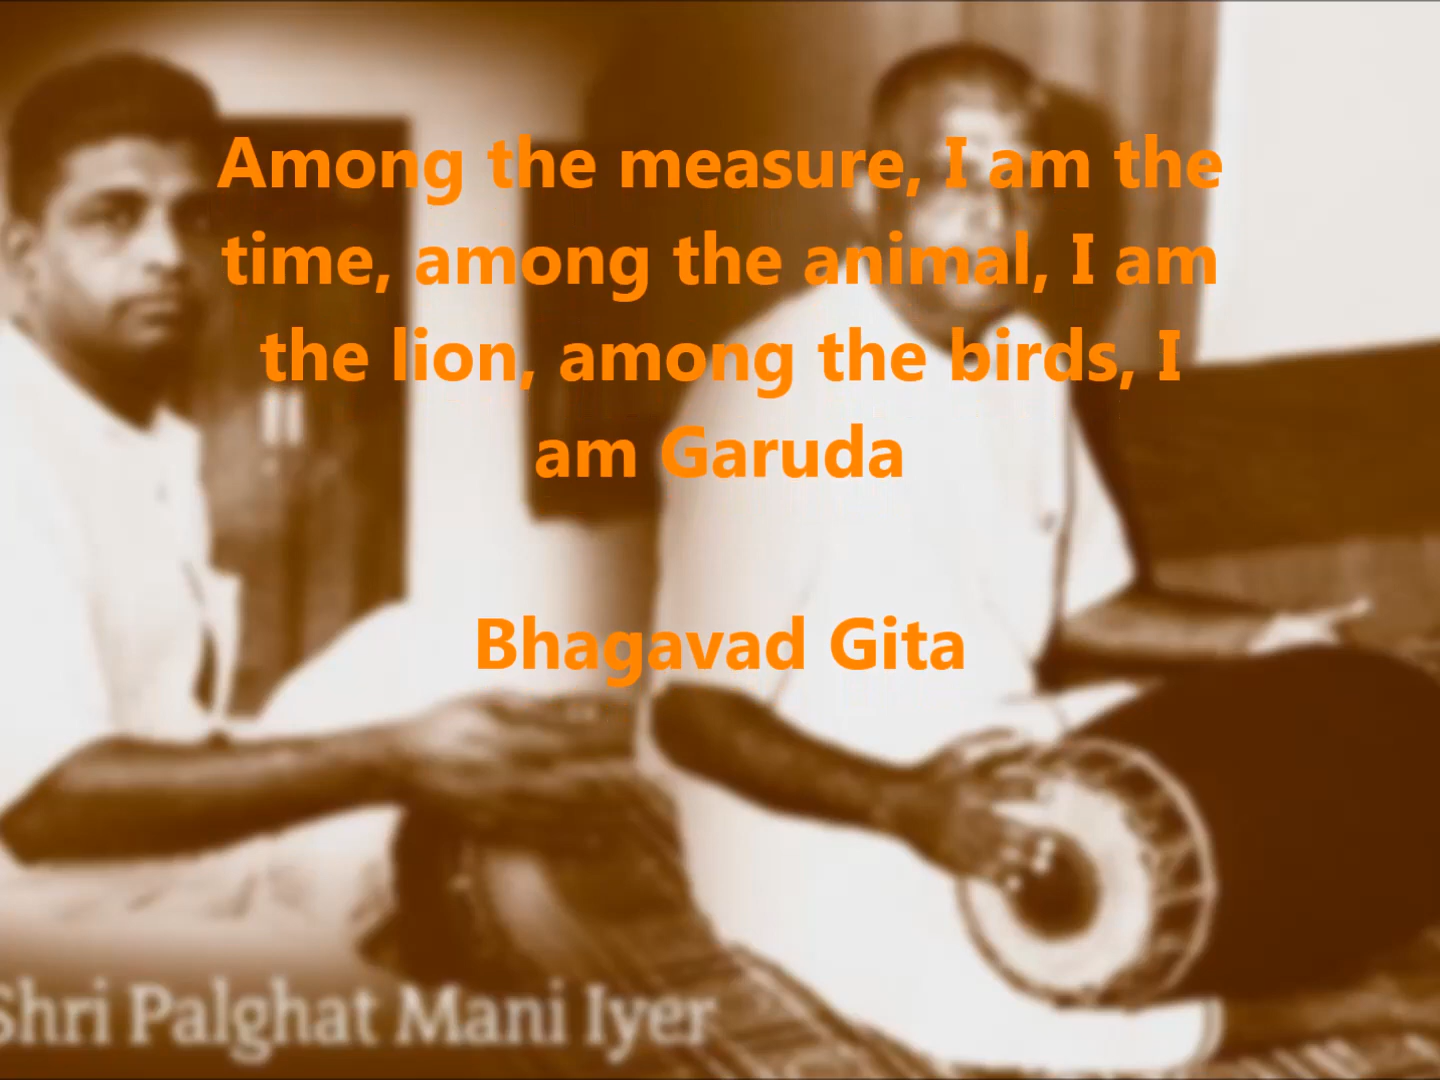 Among the measure, I am the
time, among the animal, I am
the lion, among the birds, I
am Garuda
Bhagavad Gita
Shri Palghat Mani Iyer